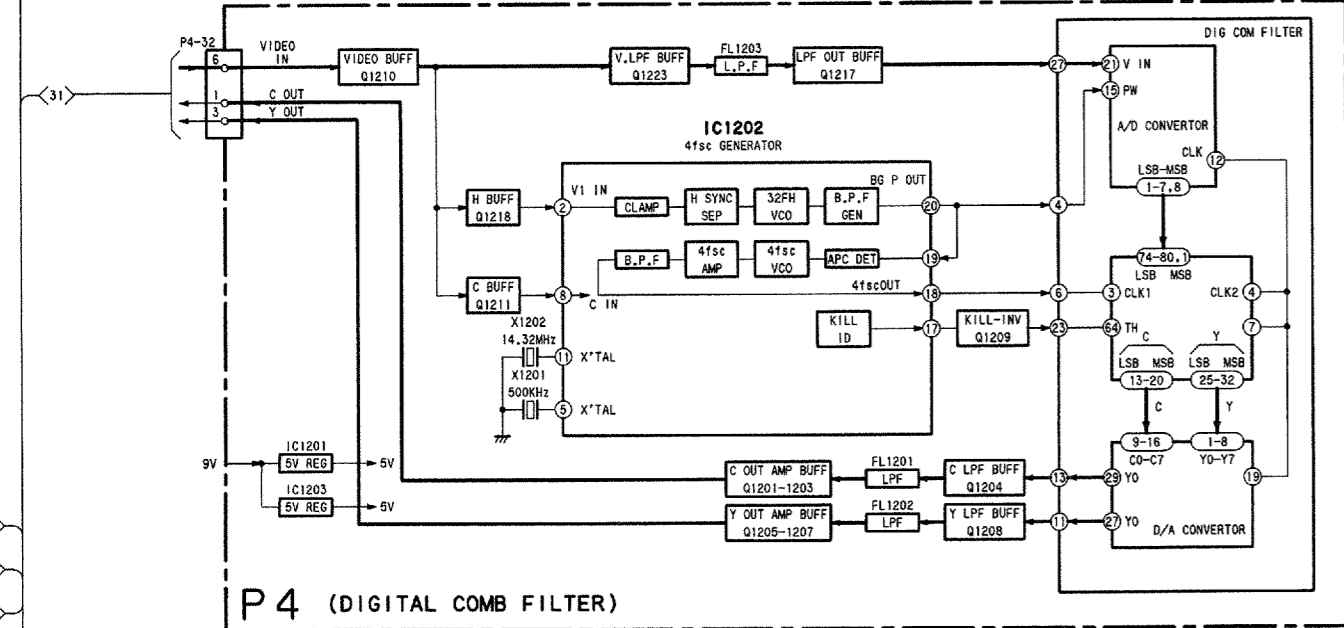 DIG COM FILTER
P4-32
VIDEO IN
6
VIDEO BUFF
Q1210
V.LPF BUFF
Q1223
FL1203
L.P.F
LPF OUT BUFF
Q1217
27
21
V IN
15
PW
A/D CONVERTOR
CLK
12
LSB-MSB
1-7,8
31
1
C OUT
3
Y OUT
IC1202
4fsc GENERATOR
H BUFF
Q1218
2
V1 IN
CLAMP
H SYNC
SEP
32FH
VCO
B.P.F
GEN
BG P OUT
20
4
B.P.F
4fsc
AMP
4fsc
VCO
APC DET
19
C BUFF
Q1211
8
C IN
4fscOUT
18
6
74-80,1
LSB MSB
3
CLK1
CLK2
4
KILL
ID
17
KILL-INV
Q1209
23
64
TH
7
X1202
14.32MHz
11
X'TAL
X1201
500KHz
5
X'TAL
C
Y
LSB MSB
LSB MSB
13-20
25-32
C
Y
9-16
1-8
C0-C7
Y0-Y7
9V
IC1201
5V REG
5V
IC1203
5V REG
5V
C OUT AMP BUFF
Q1201-1203
FL1201
LPF
C LPF BUFF
Q1204
13
29
YO
19
Y OUT AMP BUFF
Q1205-1207
FL1202
LPF
Y LPF BUFF
Q1208
11
27
YO
D/A CONVERTOR
P4 (DIGITAL COMB FILTER)